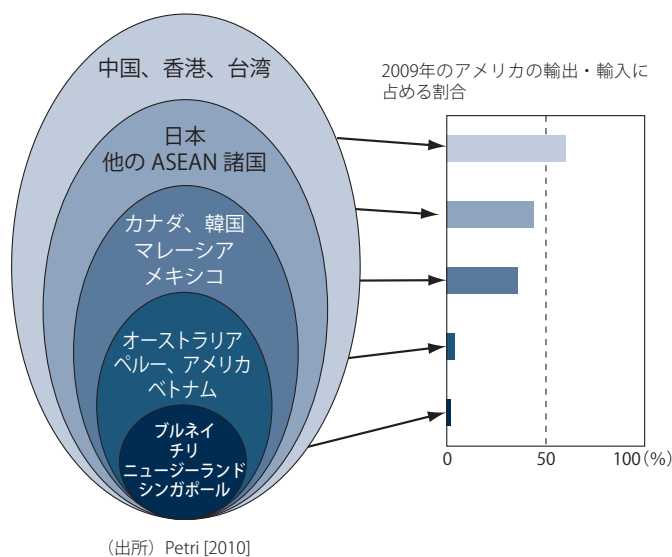 中国、香港、台湾
日本
他の ASEAN 諸国
カナダ、韓国
マレーシア
メキシコ
オーストラリア
ペルー、アメリカ
ベトナム
ブルネイ
チリ
ニュージーランド
シンガポール
2009年のアメリカの輸出・輸入に
占める割合
0 50 100(%)
（出所）Petri [2010]